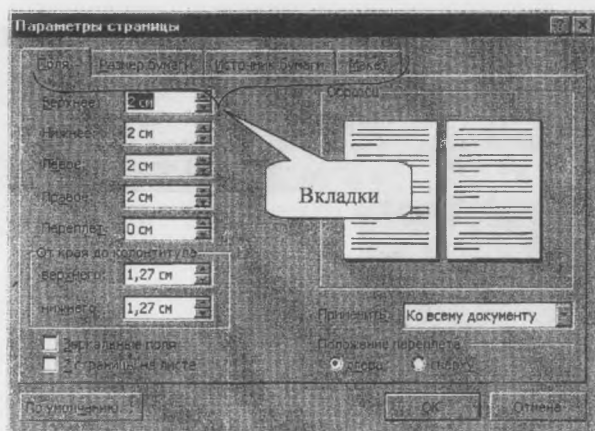 Параметры страницы
Поля Размер бумаги Источник бумаги Макет
Верхнее: 2 см
Образец
Нижнее: 2 см
Левое: 2 см
Вкладки
Правое: 2 см
Переплет: 0 см
От края до колонтитула
верхнего: 1,27 см
нижнего: 1,27 см
Применить: Ко всему документу
Зеркальные поля
Положение переплета
2 страницы на листе
слева сверху
По умолчанию... ОК Отмена